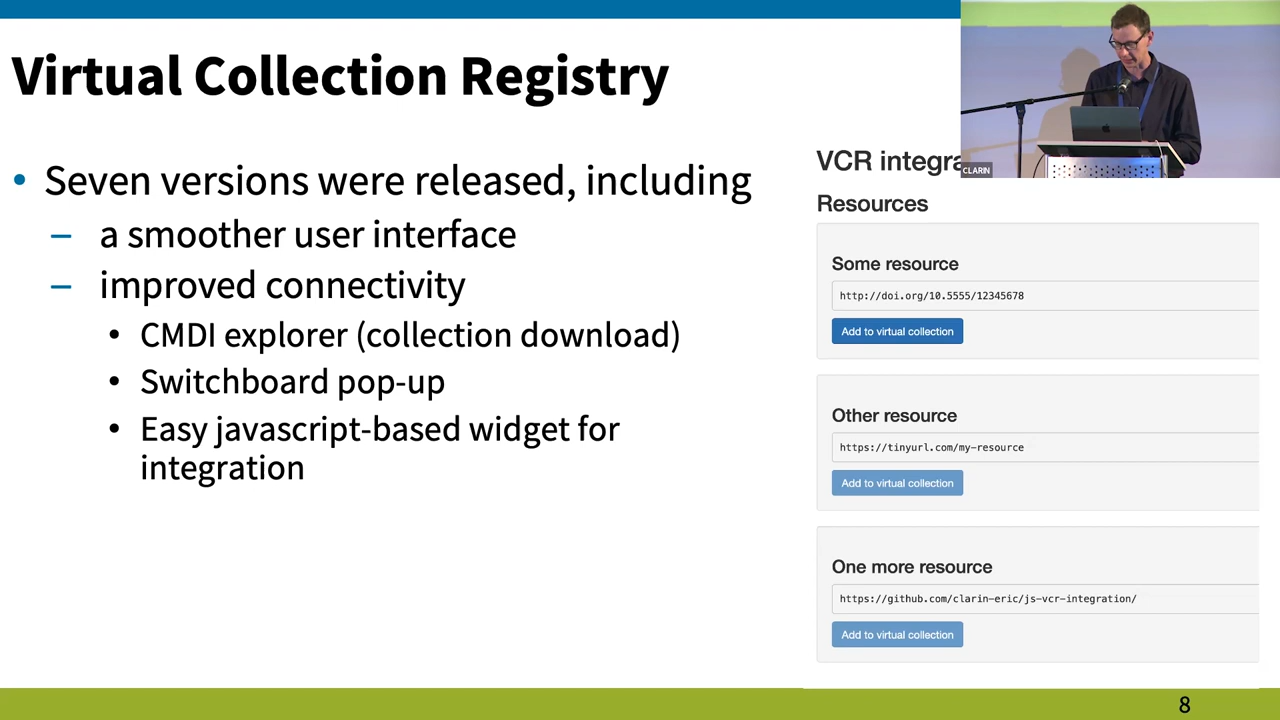 Virtual Collection Registry
• Seven versions were released, including
– a smoother user interface
– improved connectivity
• CMDI explorer (collection download)
• Switchboard pop-up
• Easy javascript-based widget for
integration
VCR integra
CLARIN
Resources
Some resource
http://doi.org/10.5555/12345678
Add to virtual collection
Other resource
https://tinyurl.com/my-resource
Add to virtual collection
One more resource
https://github.com/clarin-eric/js-vcr-integration/
Add to virtual collection
8